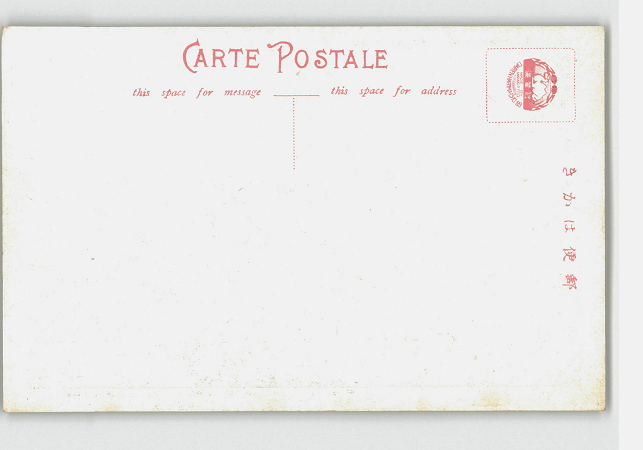 CARTE POSTALE
this space for message
this space for address
きかは便郵